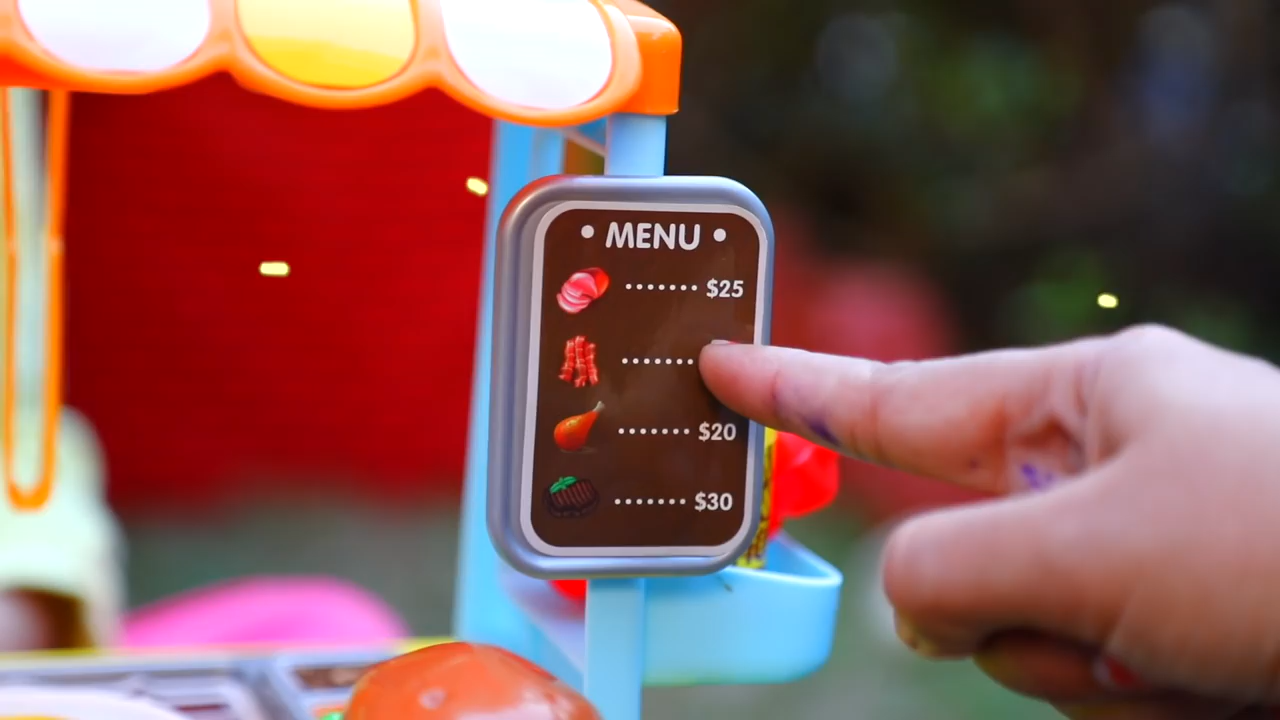 • MENU •
....... $25
.......
....... $20
....... $30